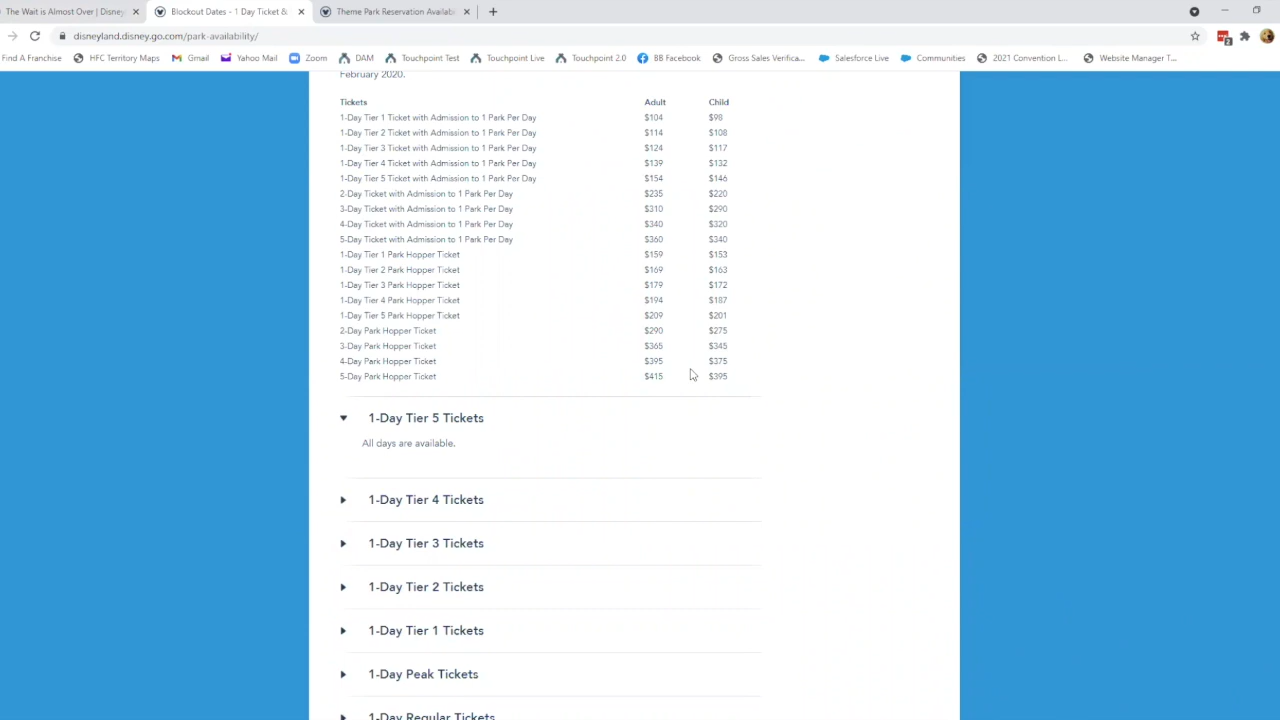 The Wait is Almost Over | Disney
Blockout Dates - 1 Day Ticket &
Theme Park Reservation Availabi
disneyland.disney.go.com/park-availability/
Find A Franchise
HFC Territory Maps
Gmail
Yahoo Mail
Zoom
DAM
Touchpoint Test
Touchpoint Live
Touchpoint 2.0
BB Facebook
Gross Sales Verifica...
Salesforce Live
Communities
2021 Convention L...
Website Manager T...
February 2020.
Tickets Adult Child
1-Day Tier 1 Ticket with Admission to 1 Park Per Day $104 $98
1-Day Tier 2 Ticket with Admission to 1 Park Per Day $114 $108
1-Day Tier 3 Ticket with Admission to 1 Park Per Day $124 $117
1-Day Tier 4 Ticket with Admission to 1 Park Per Day $139 $132
1-Day Tier 5 Ticket with Admission to 1 Park Per Day $154 $146
2-Day Ticket with Admission to 1 Park Per Day $235 $220
3-Day Ticket with Admission to 1 Park Per Day $310 $290
4-Day Ticket with Admission to 1 Park Per Day $340 $320
5-Day Ticket with Admission to 1 Park Per Day $360 $340
1-Day Tier 1 Park Hopper Ticket $159 $153
1-Day Tier 2 Park Hopper Ticket $169 $163
1-Day Tier 3 Park Hopper Ticket $179 $172
1-Day Tier 4 Park Hopper Ticket $194 $187
1-Day Tier 5 Park Hopper Ticket $209 $201
2-Day Park Hopper Ticket $290 $275
3-Day Park Hopper Ticket $365 $345
4-Day Park Hopper Ticket $395 $375
5-Day Park Hopper Ticket $415 $395
1-Day Tier 5 Tickets
All days are available.
1-Day Tier 4 Tickets
1-Day Tier 3 Tickets
1-Day Tier 2 Tickets
1-Day Tier 1 Tickets
1-Day Peak Tickets
1-Day Regular Tickets